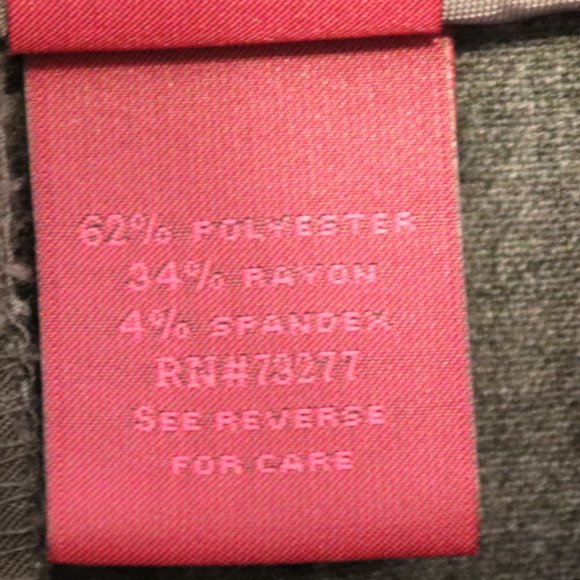 62% POLYESTER
34% RAYON
4% SPANDEX
RN#73277
SEE REVERSE
FOR CARE